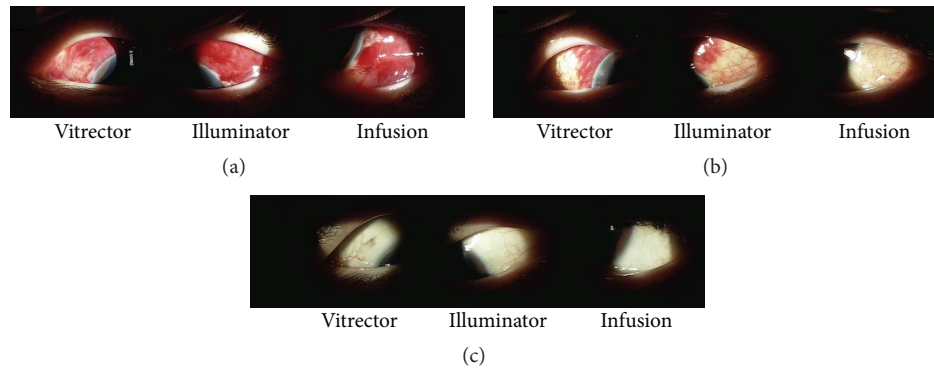 Vitrector Illuminator Infusion
(a)
Vitrector Illuminator Infusion
(b)
Vitrector Illuminator Infusion
(c)